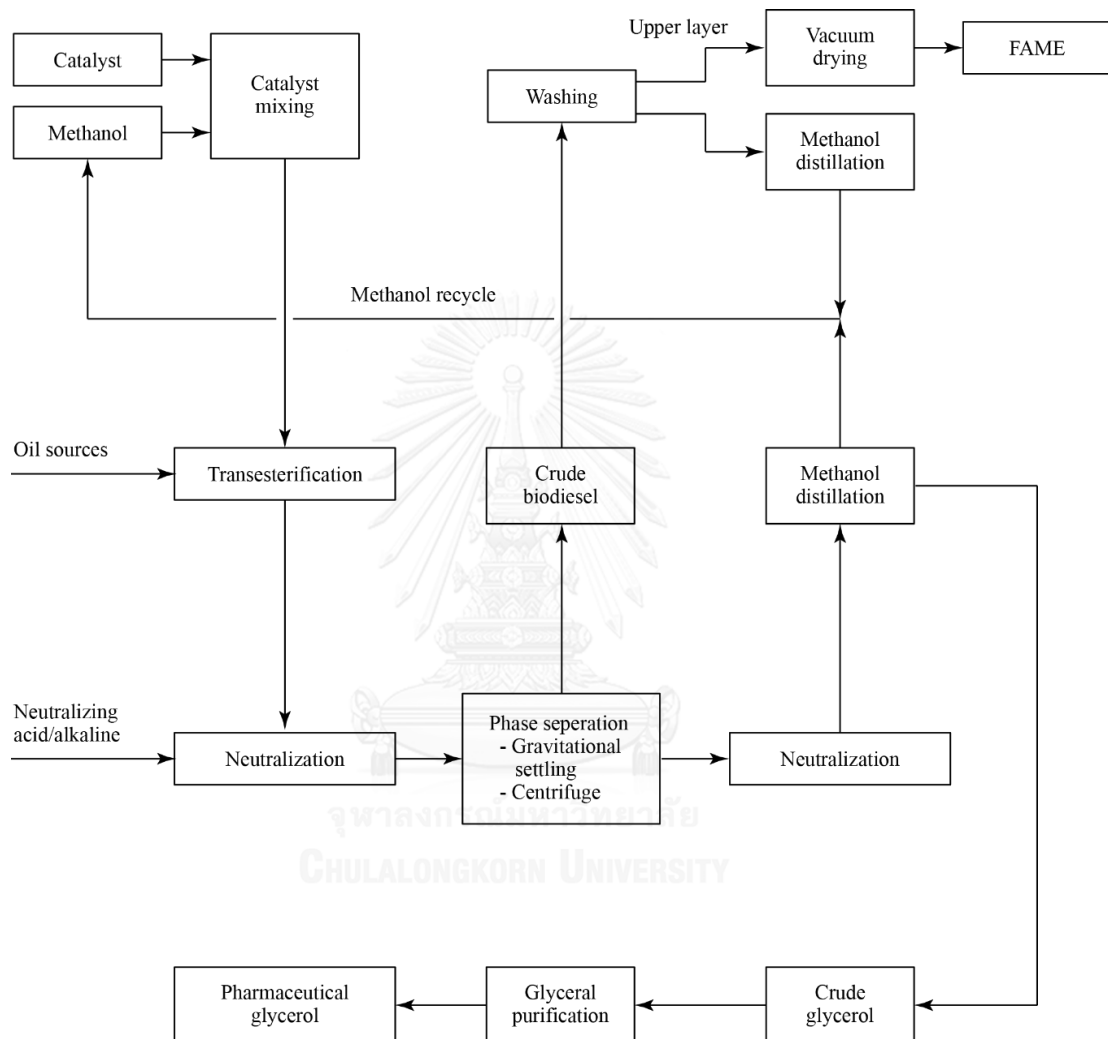 Catalyst
Methanol
Catalyst
mixing
Upper layer
Washing
Vacuum
drying
FAME
Methanol
distillation
Methanol recycle
Oil sources
Transesterification
Crude
biodiesel
Methanol
distillation
Neutralizing
acid/alkaline
Neutralization
Phase seperation
- Gravitational
settling
- Centrifuge
Neutralization
จุฬาลงกรณ์มหาวิทยาลัย
CHULALONGKORN UNIVERSITY
Pharmaceutical
glycerol
Glyceral
purification
Crude
glycerol